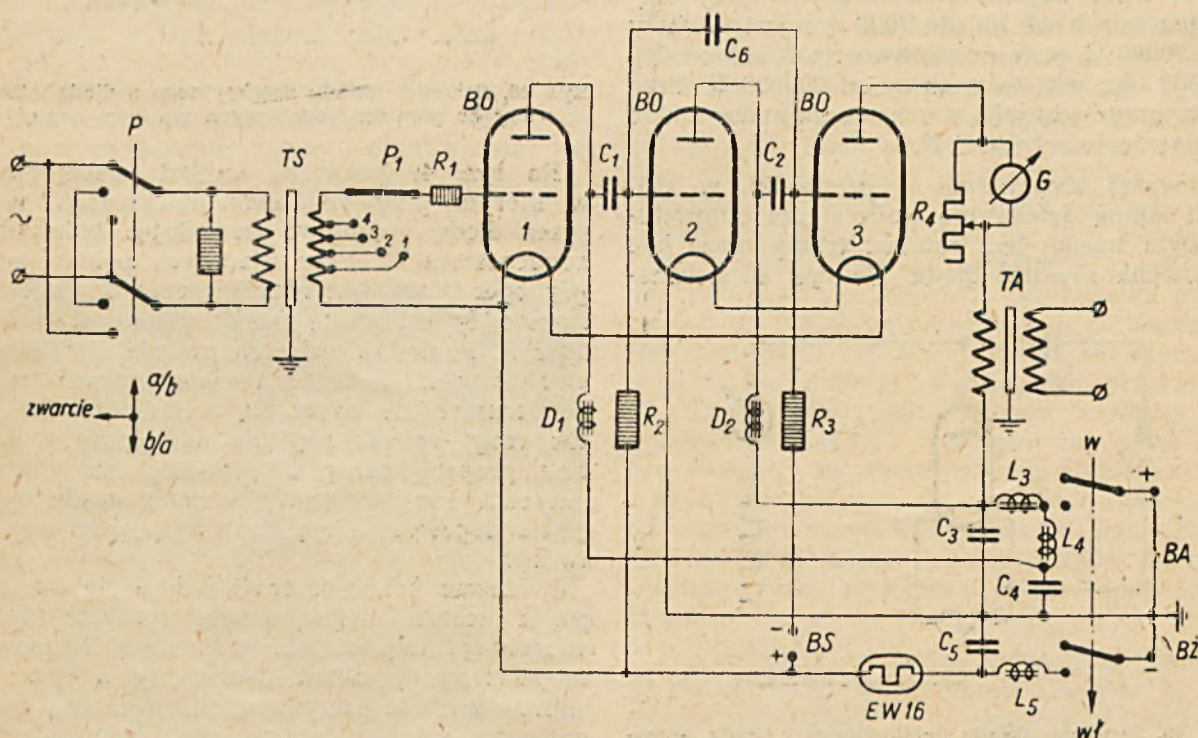 C6
BO
BO
BO
P
TS
P1
R1
C1
C2
R4
G
4
3
2
1
1
2
3
~
TA
a/b
zwarcie
b/a
D1
R2
D2
R3
w
L3
+
C3
L4
BA
C4
-
BS
+
C5
BŻ
-
EW16
L5
wł